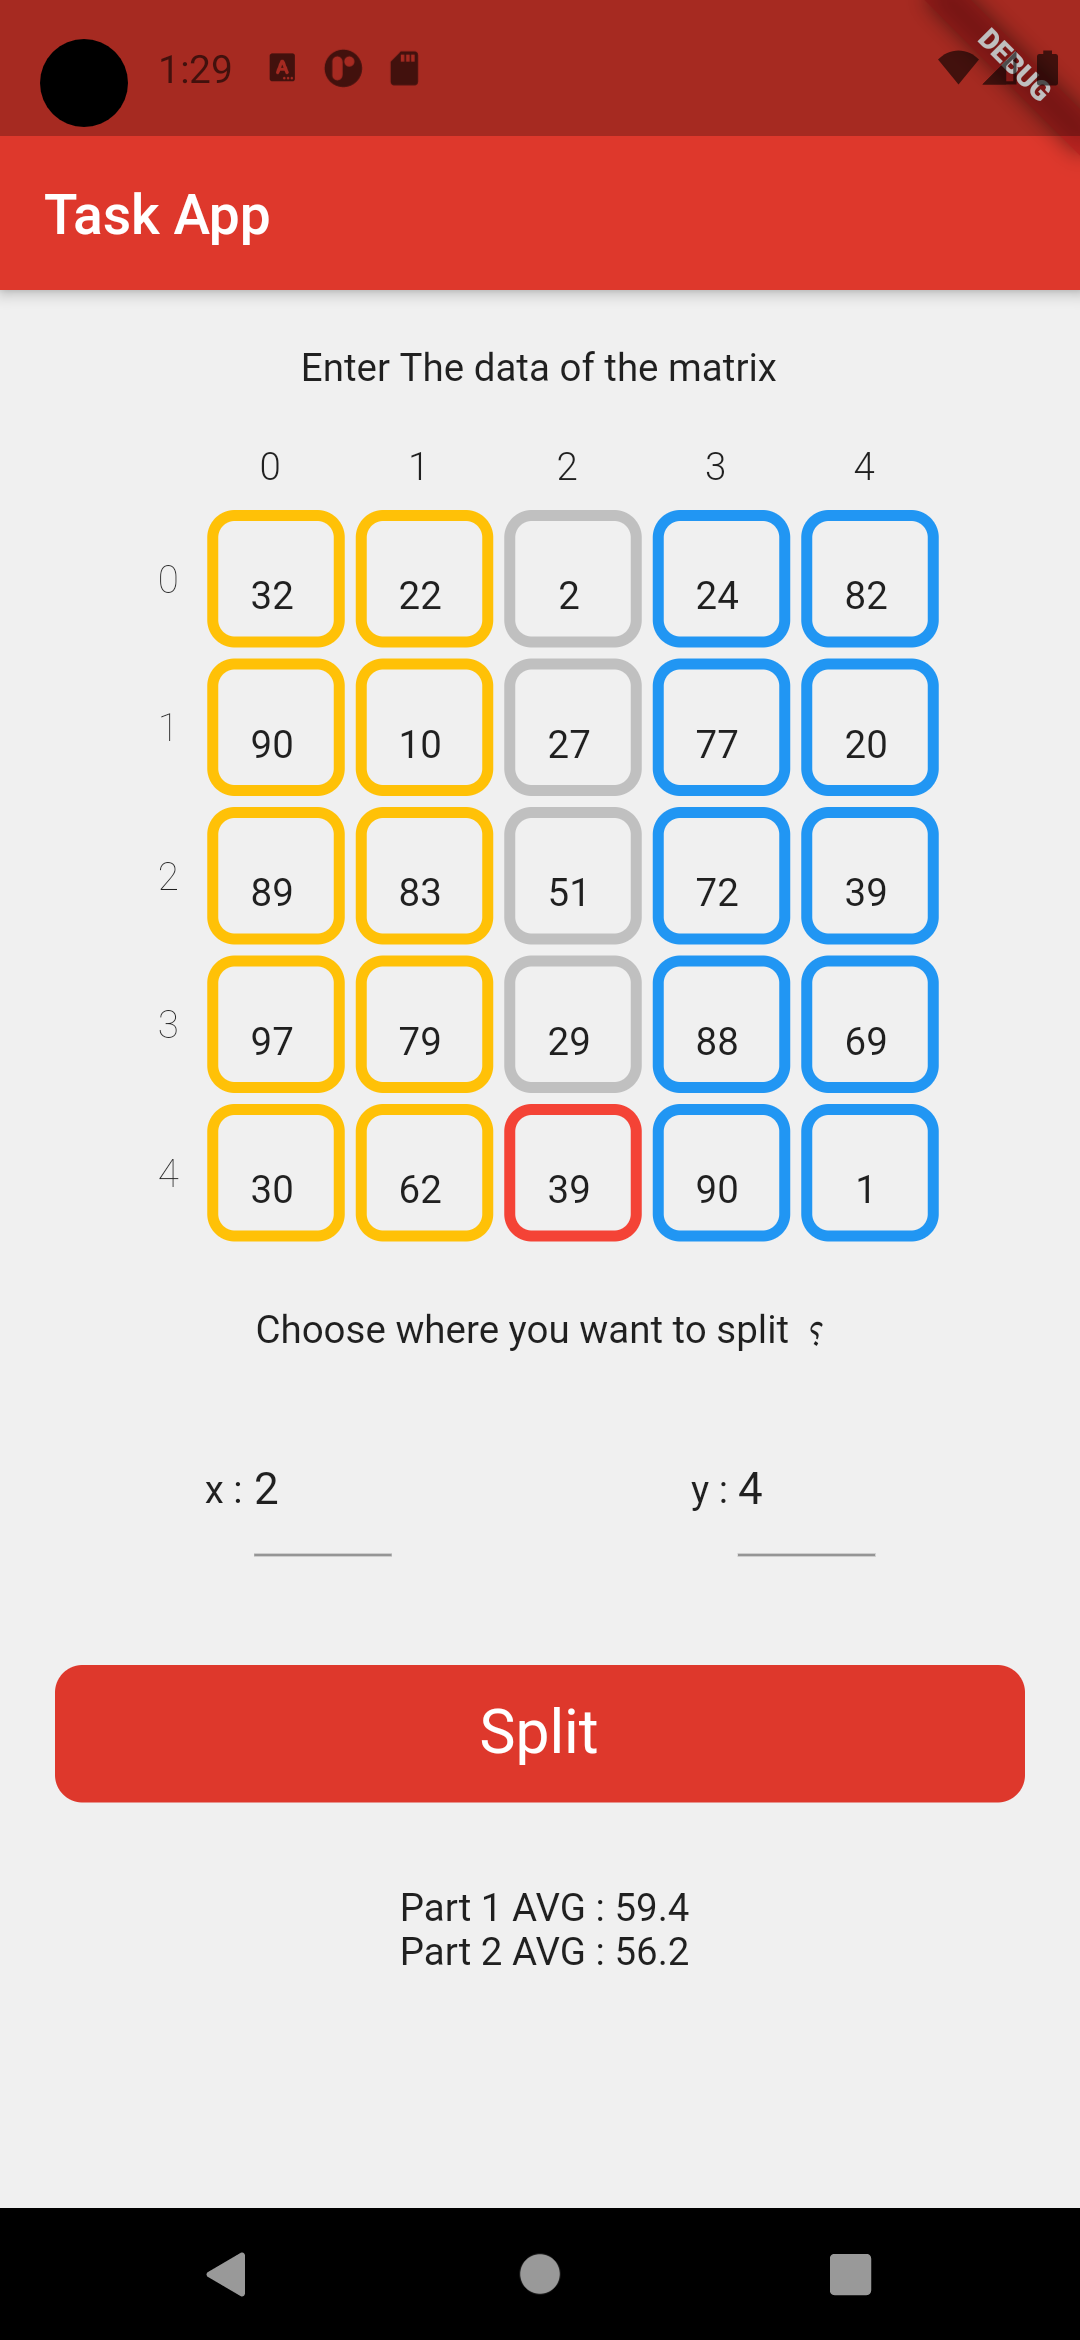 1:29
DEBUG
Task App
Enter The data of the matrix
0 1 2 3 4
0 32 22 2 24 82
1 90 10 27 77 20
2 89 83 51 72 39
3 97 79 29 88 69
4 30 62 39 90 1
Choose where you want to split ؟
x : 2 y : 4
Split
Part 1 AVG : 59.4
Part 2 AVG : 56.2